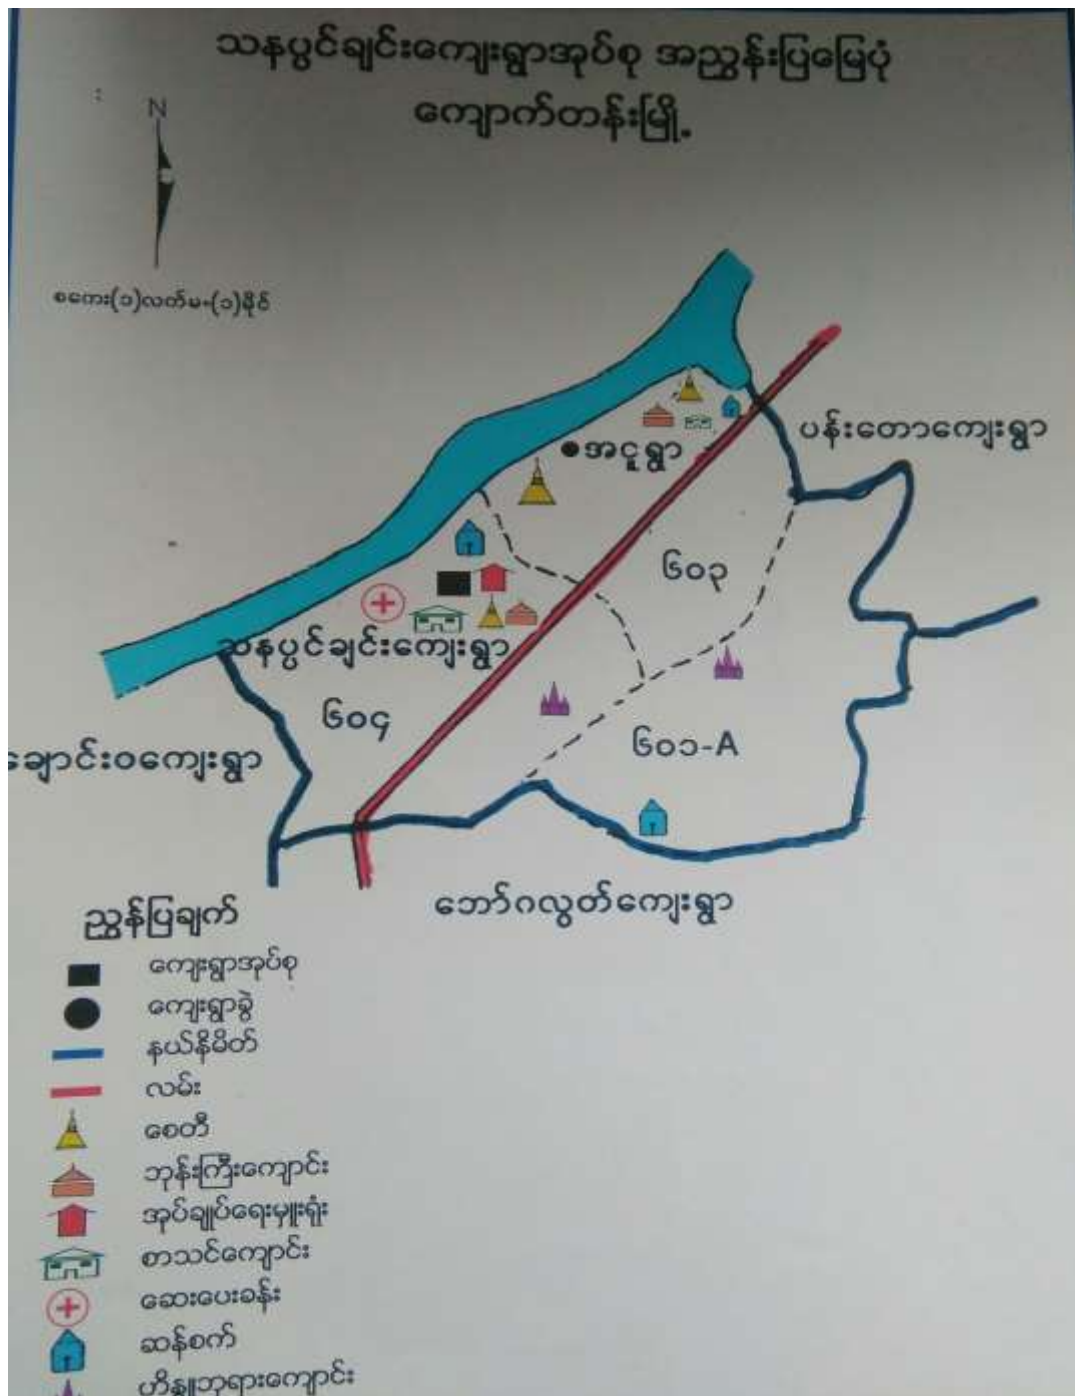 သနပွင်ချင်းကျေးရွာအုပ်စု အညွှန်းပြမြေပုံ
ကျောက်တန်းမြို့
N
စကေး(၁)လက်မ=(၁)မိုင်
ပန်းတောကျေးရွာ
အငူရွာ
၆၀၃
သနပွင်ချင်းကျေးရွာ
၆၀၄
၆၀၁-A
ချောင်းဝကျေးရွာ
ဘော်ဂလွတ်ကျေးရွာ
ညွှန်ပြချက်
ကျေးရွာအုပ်စု
ကျေးရွာခွဲ
နယ်နိမိတ်
လမ်း
စေတီ
ဘုန်းကြီးကျောင်း
အုပ်ချုပ်ရေးမှူးရုံး
စာသင်ကျောင်း
ဆေးပေးခန်း
ဆန်စက်
ဟိန္ဒူဘုရားကျောင်း